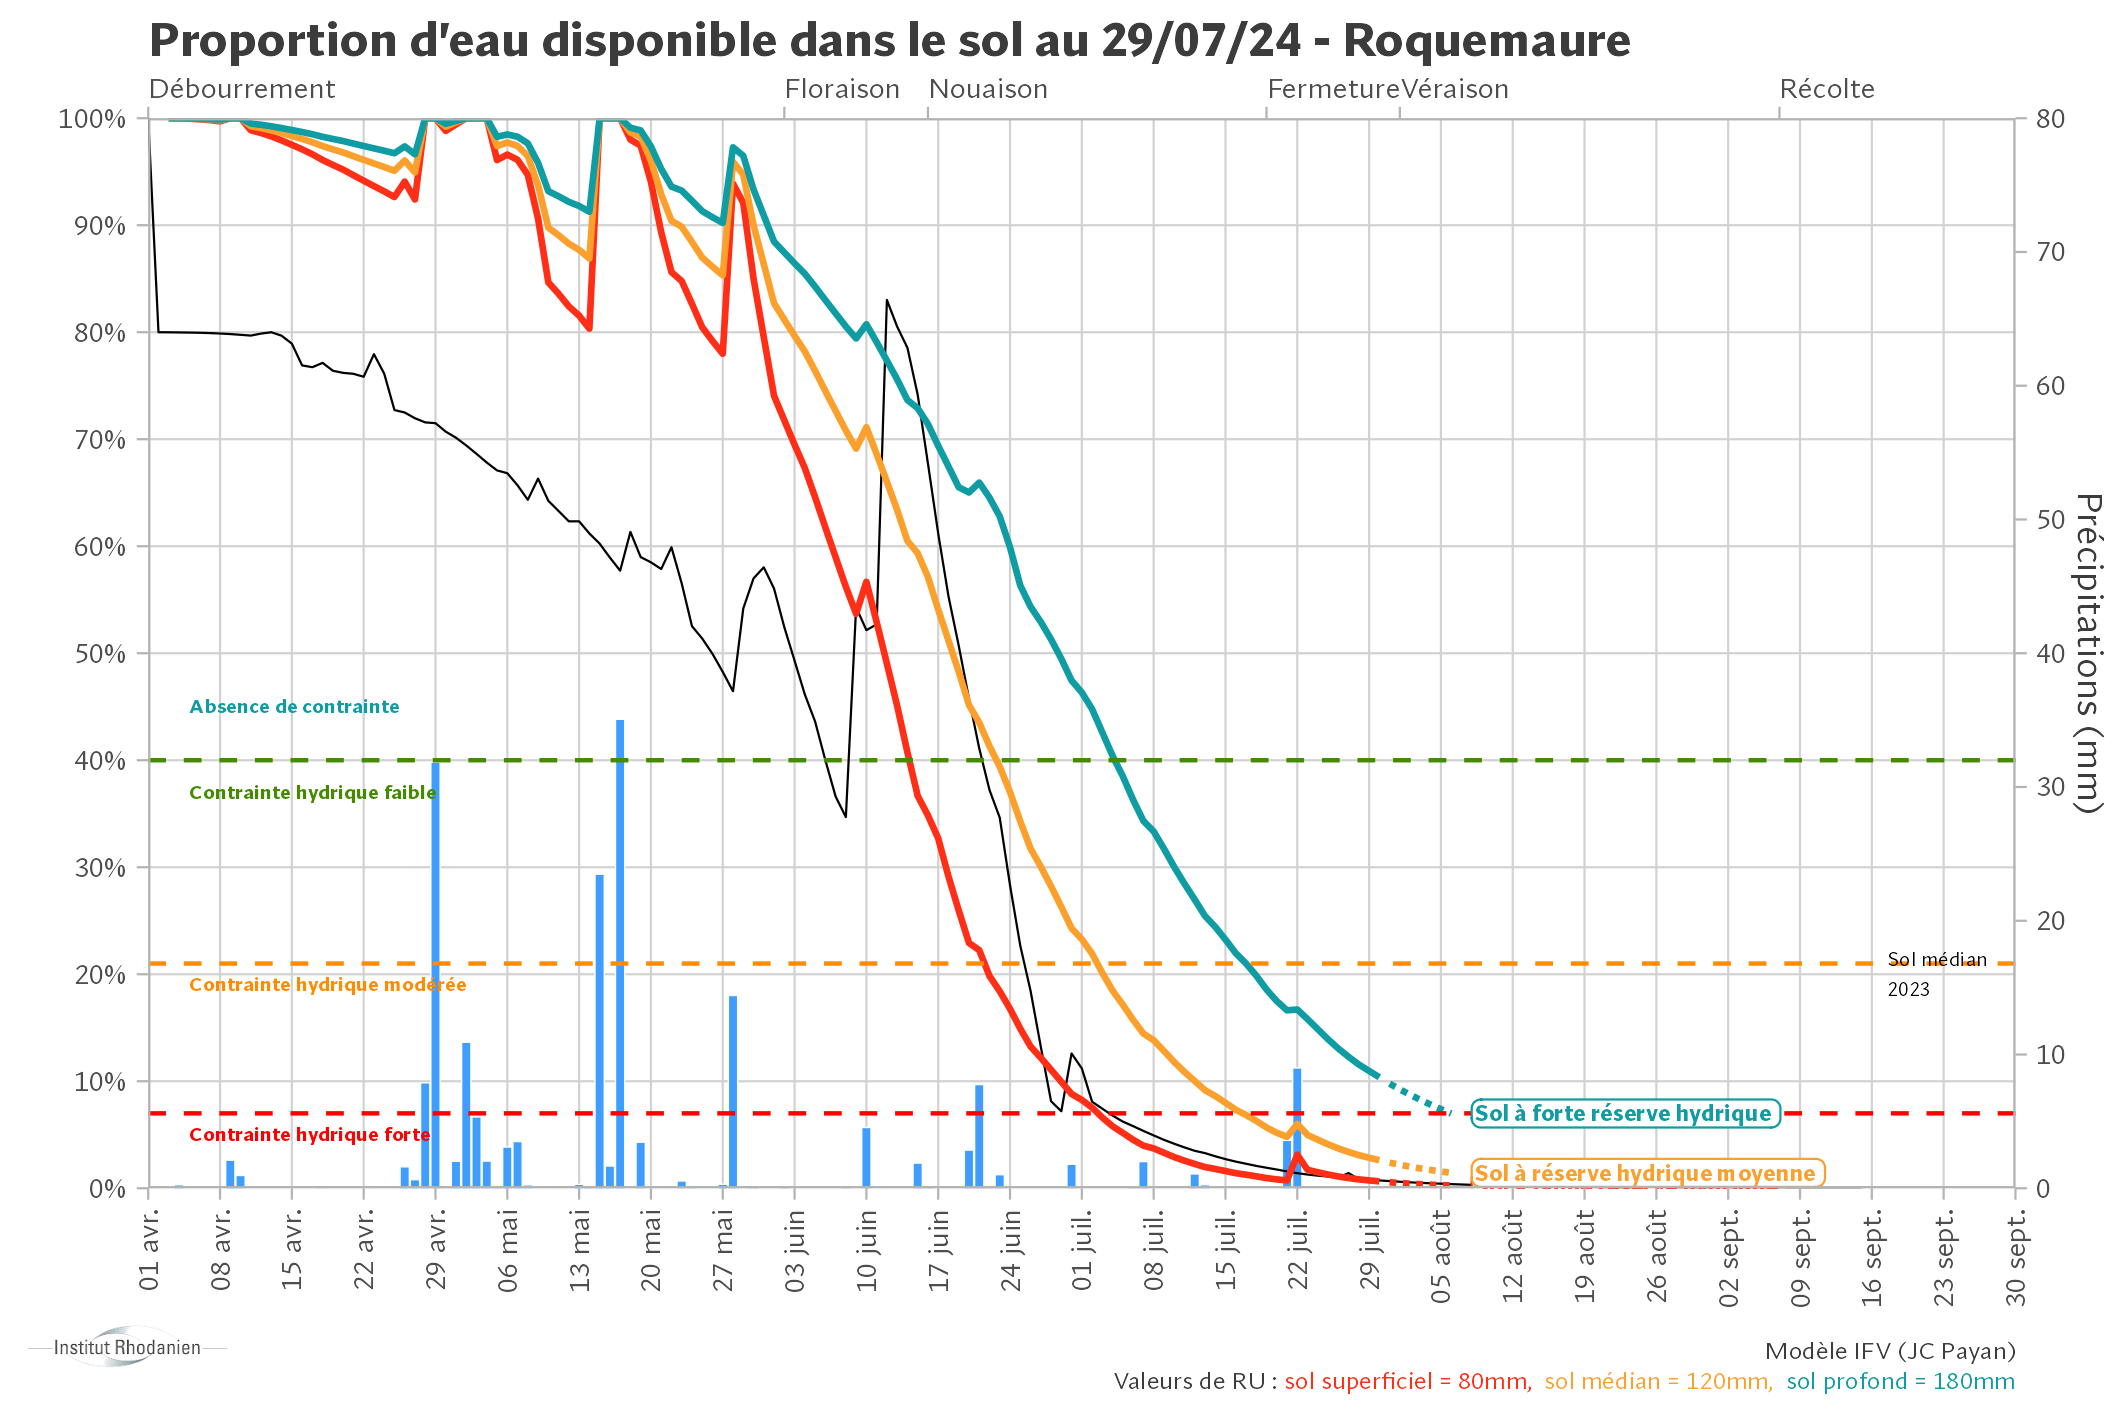 Proportion d'eau disponible dans le sol au 29/07/24 - Roquemaure
Débourrement Floraison Nouaison Fermeture Véraison Récolte
100% 80
90%
70
80%
60
70%
60% 50
Précipitations (mm)
50% 40
Absence de contrainte
40%
Contrainte hydrique faible
30
30%
20
Sol médian
20%
Contrainte hydrique modérée
2023
10
10%
Sol à forte réserve hydrique
Contrainte hydrique forte
Sol à réserve hydrique moyenne
0% 0
01 avr. 08 avr. 15 avr. 22 avr. 29 avr. 06 mai 13 mai 20 mai 27 mai 03 juin 10 juin 17 juin 24 juin 01 juil. 08 juil. 15 juil. 22 juil. 29 juil. 05 août 12 août 19 août 26 août 02 sept. 09 sept. 16 sept. 23 sept. 30 sept.
Institut Rhodanien
Modèle IFV (JC Payan)
Valeurs de RU : sol superficiel = 80mm, sol médian = 120mm, sol profond = 180mm